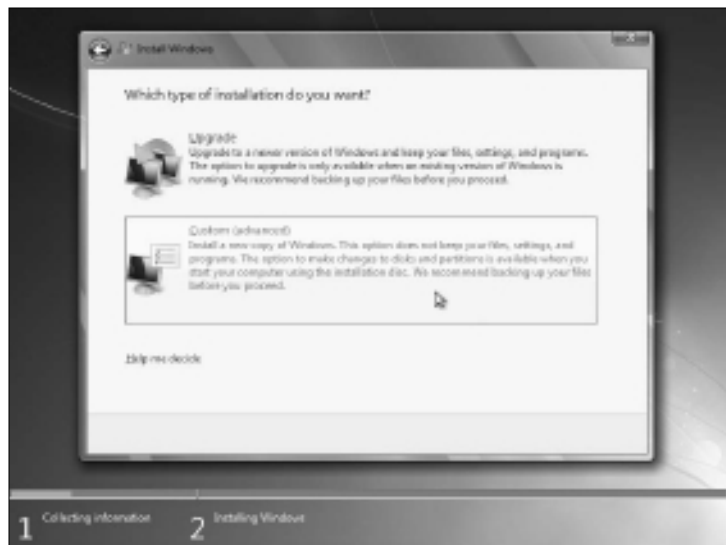 Install Windows
Which type of installation do you want?
Upgrade
Upgrade to a newer version of Windows and keep your files, settings, and programs.
The option to upgrade is only available when an existing version of Windows is
running. We recommend backing up your files before you proceed.
Custom (advanced)
Install a new copy of Windows. This option does not keep your files, settings, and
programs. The option to make changes to disks and partitions is available when you
start your computer using the installation disc. We recommend backing up your files
before you proceed.
Help me decide
1 Collecting information 2 Installing Windows